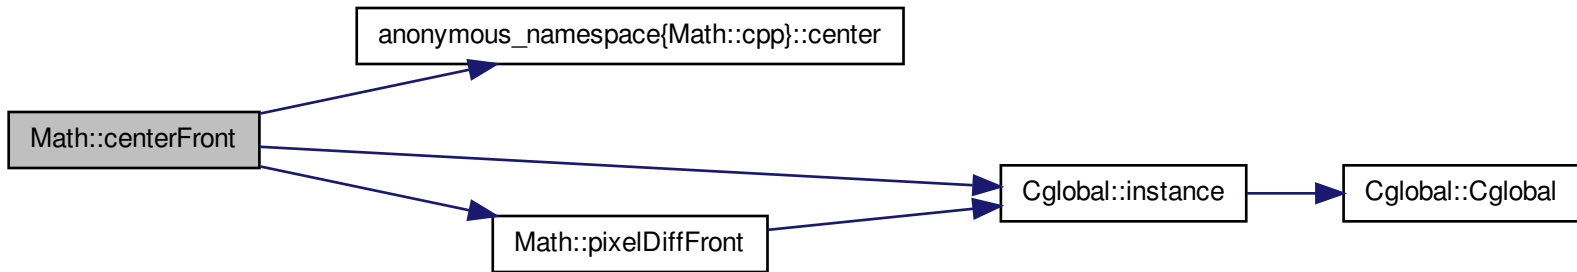 anonymous_namespace{Math::cpp}::center
Math::centerFront
Cglobal::instance
Cglobal::Cglobal
Math::pixelDiffFront